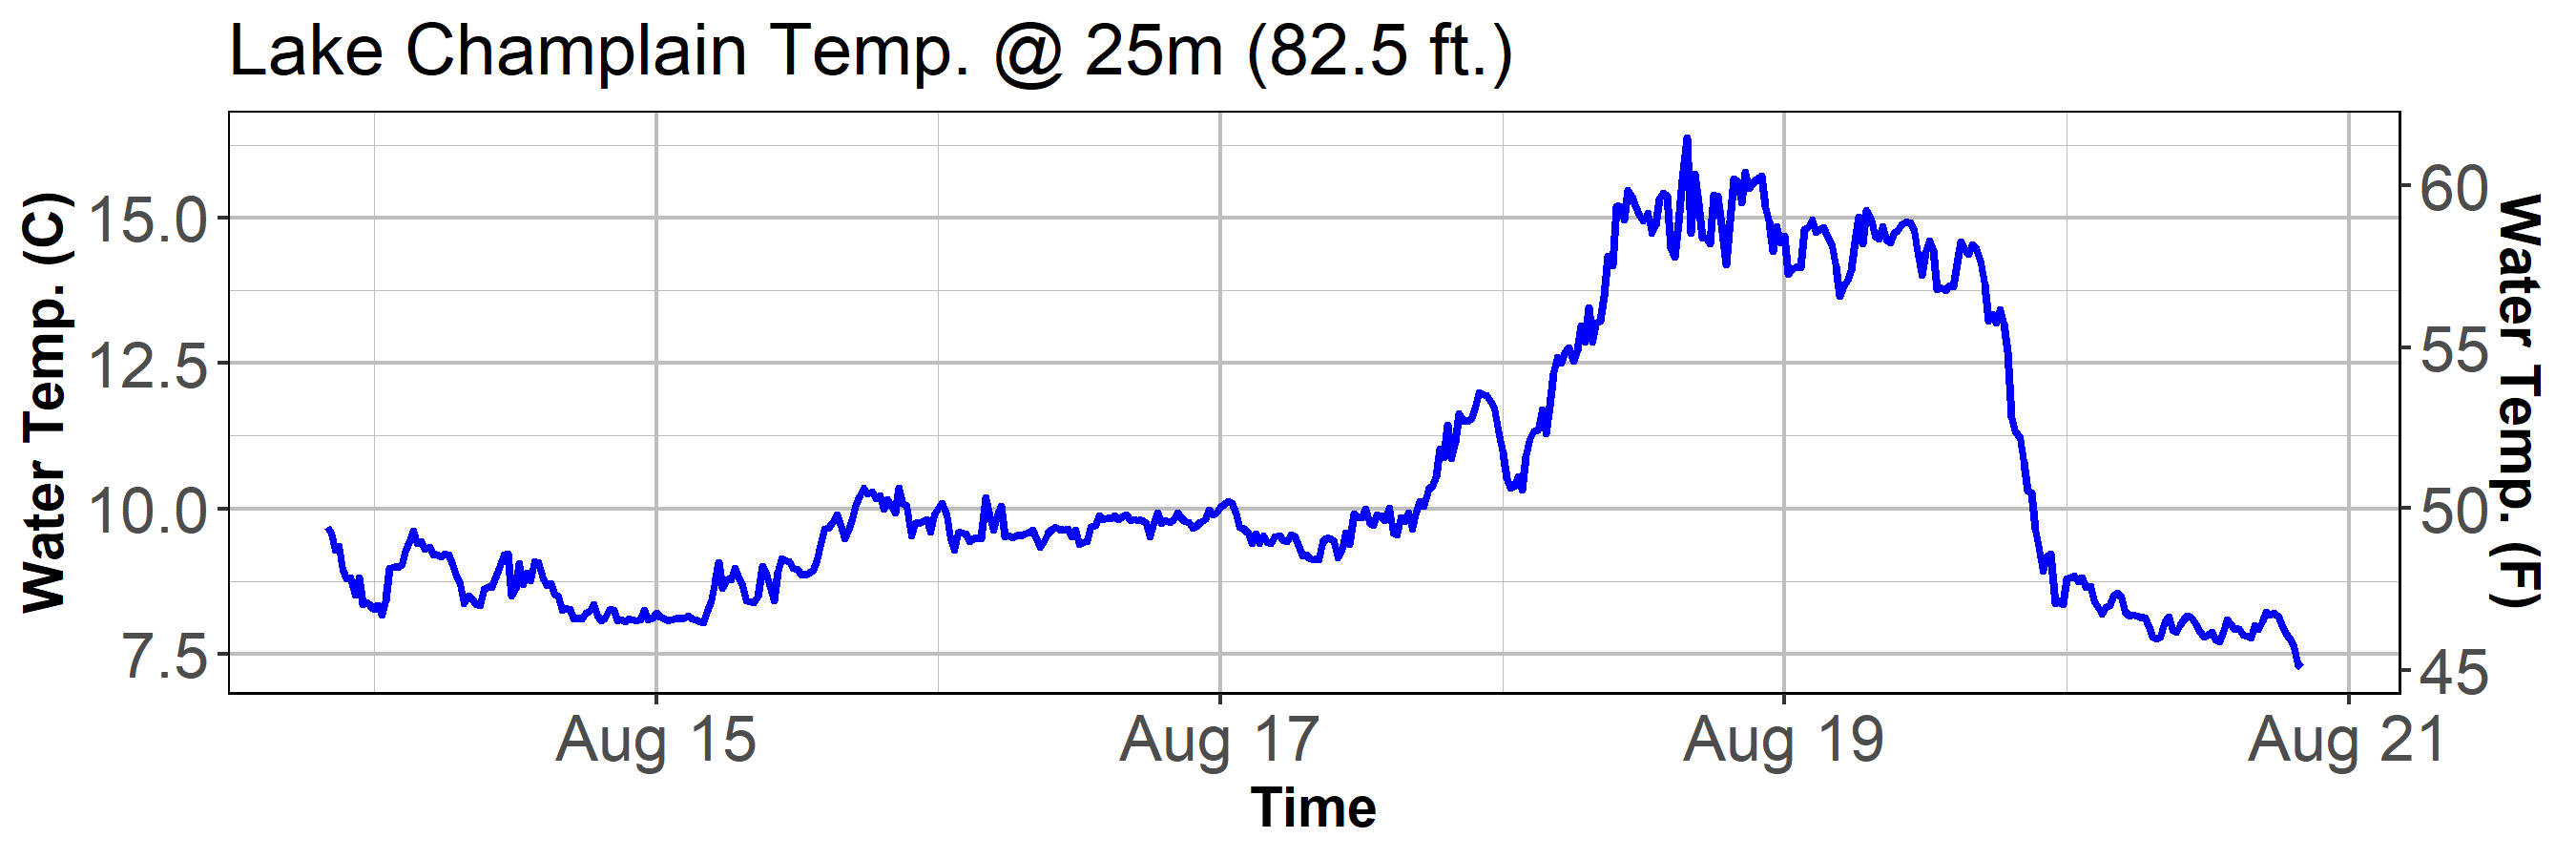 Lake Champlain Temp. @ 25m (82.5 ft.)
Water Temp. (C)
15.0
12.5
10.0
7.5
60
55
50
45
Water Temp. (F)
Aug 15
Aug 17
Aug 19
Aug 21
Time